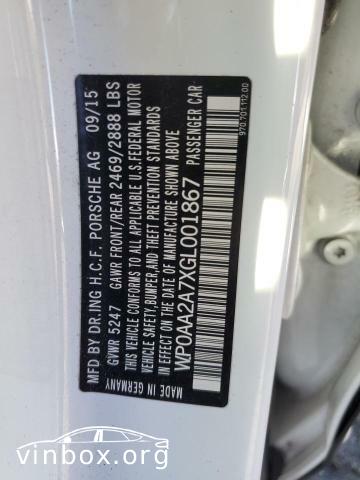 MFD BY DR.ING H.C.F. PORSCHE AG 09/15
GVWR 5247 GAWR FRONT/REAR 2469/2888 LBS
THIS VEHICLE CONFORMS TO ALL APPLICABLE U.S.FEDERAL MOTOR
VEHICLE SAFETY,BUMPER,AND THEFT PREVENTION STANDARDS
IN EFFECT ON THE DATE OF MANUFACTURE SHOWN ABOVE
WP0AA2A7XGL001867 PASSENGER CAR
MADE IN GERMANY
970.701.112.00
vinbox.org